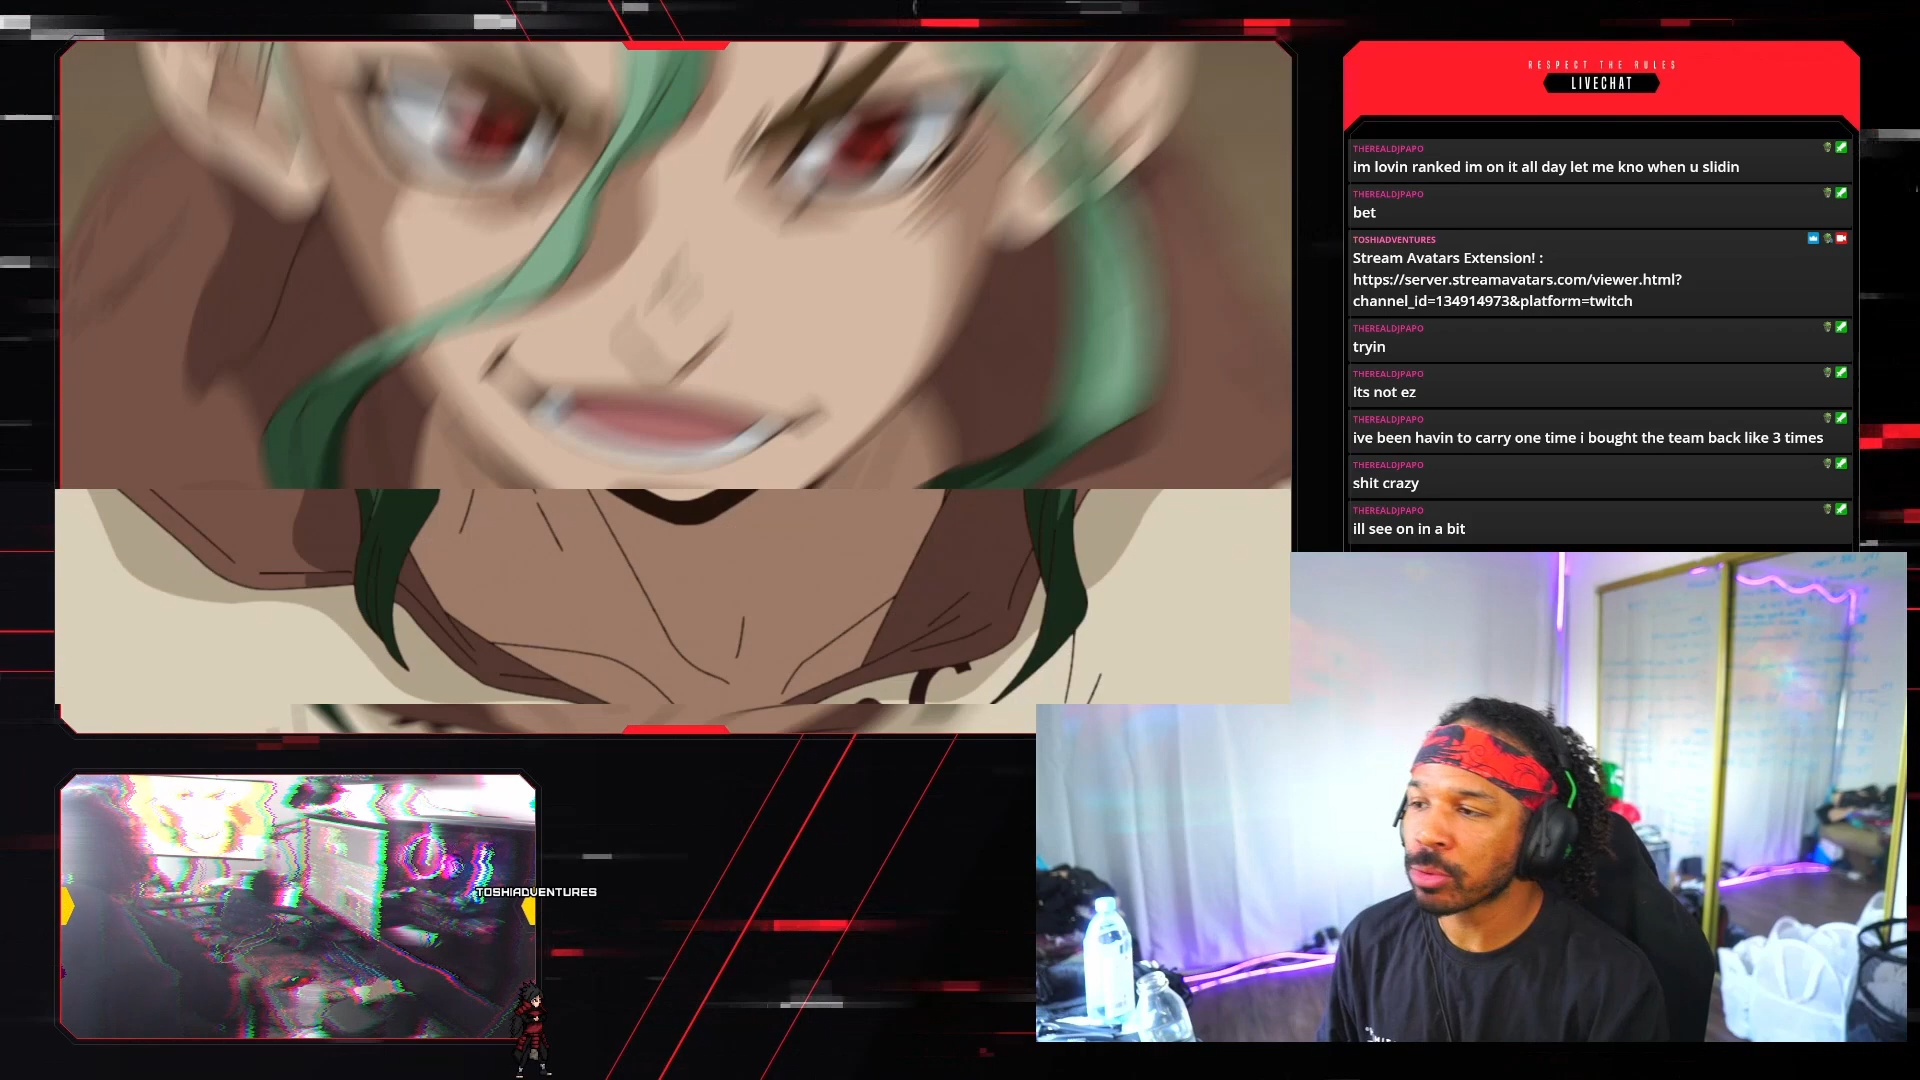 RESPECT THE RULES
LIVECHAT
THEREALDJPAPO
im lovin ranked im on it all day let me kno when u slidin
THEREALDJPAPO
bet
TOSHIADVENTURES
Stream Avatars Extension! :
https://server.streamavatars.com/viewer.html?
channel_id=134914973&platform=twitch
THEREALDJPAPO
tryin
THEREALDJPAPO
its not ez
THEREALDJPAPO
ive been havin to carry one time i bought the team back like 3 times
THEREALDJPAPO
shit crazy
THEREALDJPAPO
ill see on in a bit
TOSHIADVENTURES